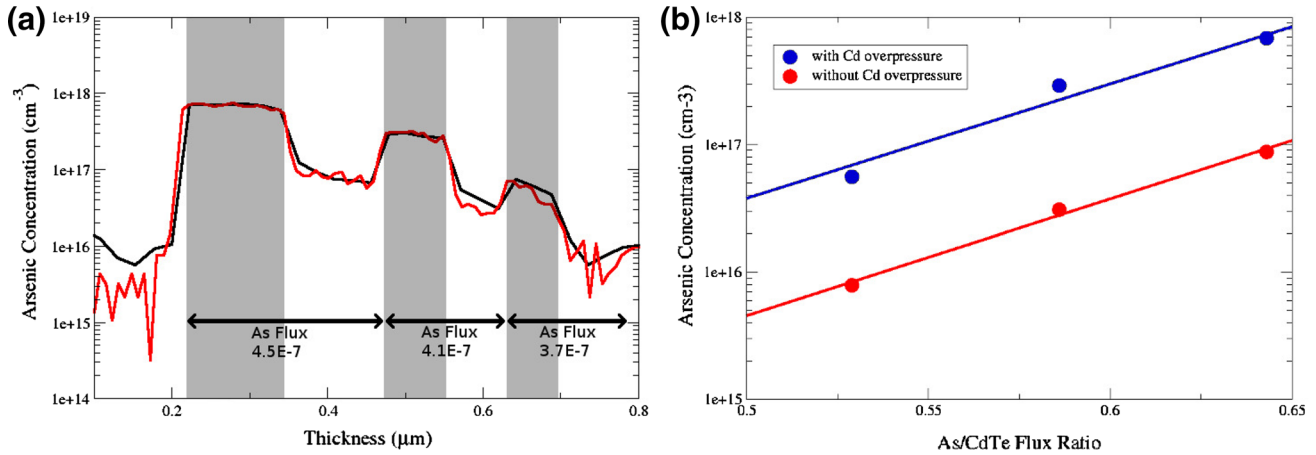 (a)
1e+19
1e+18
1e+17
1e+16
1e+15
1e+14
Arsenic Concentration (cm⁻³)
As Flux
4.5E-7
As Flux
4.1E-7
As Flux
3.7E-7
0.2
0.4
0.6
0.8
Thickness (μm)
(b)
1e+18
1e+17
1e+16
1e+15
Arsenic Concentration (cm-3)
with Cd overpressure
without Cd overpressure
0.5
0.55
0.6
0.65
As/CdTe Flux Ratio